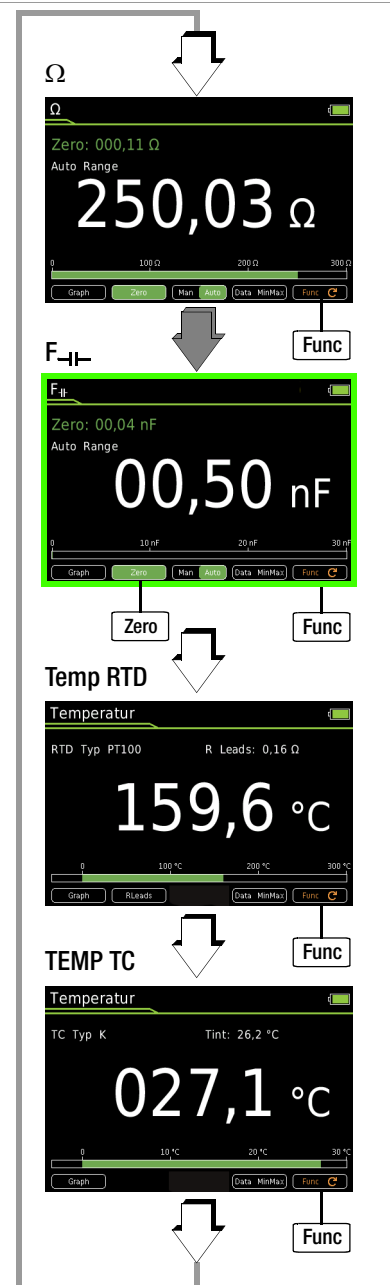 Ω
Ω
Zero: 000,11 Ω
Auto Range
250,03 Ω
0 100 Ω 200 Ω 300 Ω
Graph Zero Man Auto Data MinMax Func
Func
F
F
Zero: 00,04 nF
Auto Range
00,50 nF
0 10 nF 20 nF 30 nF
Graph Zero Man Auto Data MinMax Func
Zero Func
Temp RTD
Temperatur
RTD Typ PT100 R Leads: 0,16 Ω
159,6 °C
0 100 °C 200 °C 300 °C
Graph RLeads Data MinMax Func
Func
TEMP TC
Temperatur
TC Typ K Tint: 26,2 °C
027,1 °C
0 10 °C 20 °C 30 °C
Graph Data MinMax Func
Func